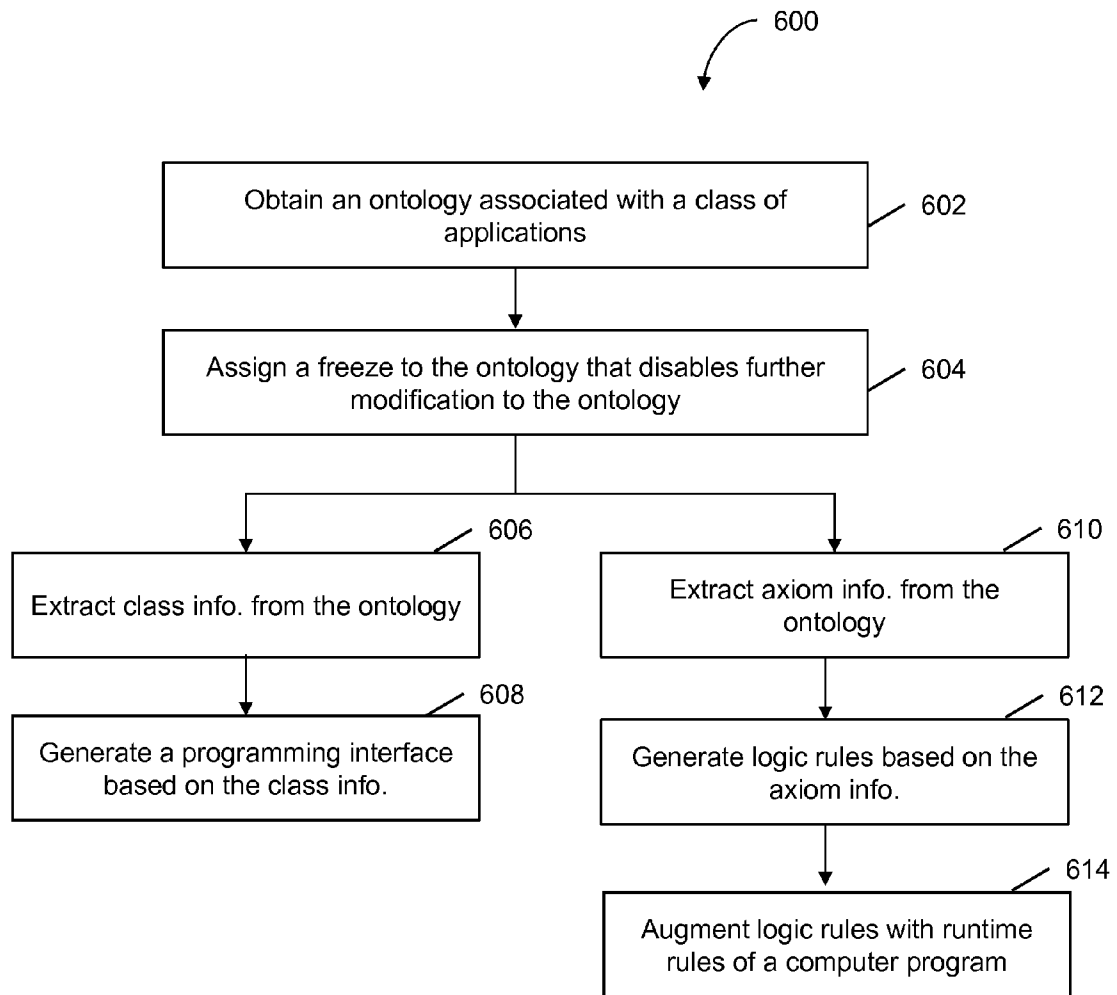 600
Obtain an ontology associated with a class of
applications
602
Assign a freeze to the ontology that disables further
modification to the ontology
604
606
Extract class info. from the ontology
608
Generate a programming interface
based on the class info.
610
Extract axiom info. from the
ontology
612
Generate logic rules based on the
axiom info.
614
Augment logic rules with runtime
rules of a computer program